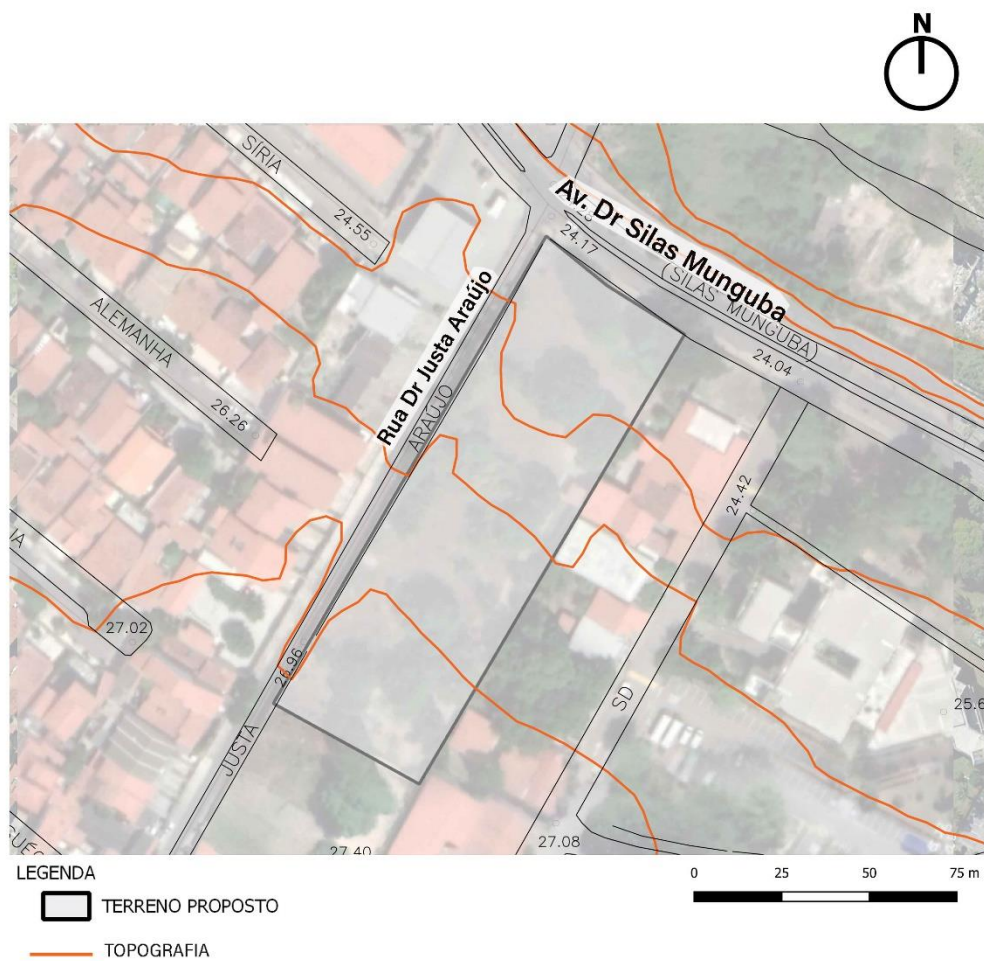 N
SÍRIA
24.55
Av. Dr Silas Munguba
24.17
(SILAS MUNGUBA)
24.04
ALEMANHA
26.26
Rua Dr Justa Araújo
ARAUJO
24.42
27.02
26.96
JUSTA
SD
25.6
27.40
27.08
LEGENDA
TERRENO PROPOSTO
TOPOGRAFIA
0 25 50 75 m